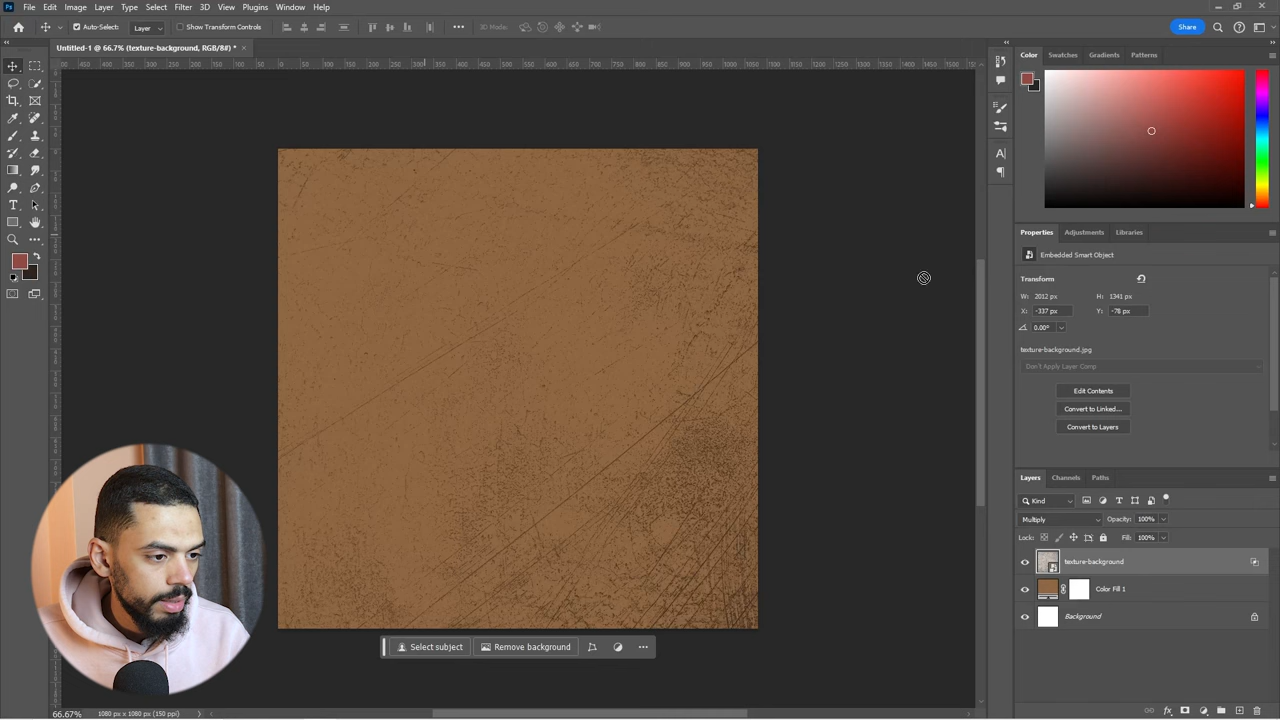 Ps File Edit Image Layer Type Select Filter 3D View Plugins Window Help
Auto-Select: Layer Show Transform Controls 3D Mode: Share
Untitled-1 @ 66.7% (texture-background, RGB/8#) *
Color Swatches Gradients Patterns
Properties Adjustments Libraries
Embedded Smart Object
Transform
W: 2012 px H: 1341 px
X: -337 px Y: -78 px
0.00°
texture-background.jpg
Don't Apply Layer Comp
Edit Contents
Convert to Linked...
Convert to Layers
Layers Channels Paths
Kind
Multiply Opacity: 100%
Lock: Fill: 100%
texture-background
Color Fill 1
Background
Select subject Remove background
66.67% 1080 px x 1080 px (150 ppi)